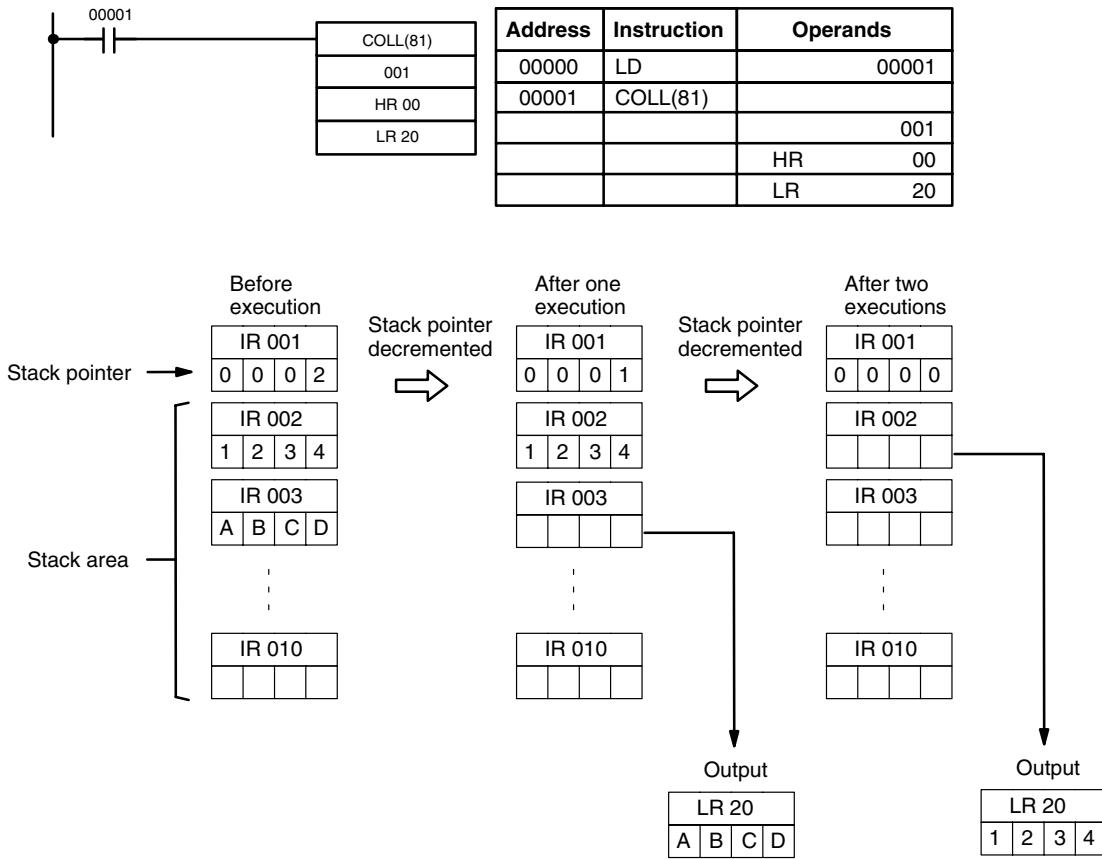 00001
COLL(81)
001
HR 00
LR 20
Address Instruction Operands
00000 LD 00001
00001 COLL(81)
001
HR 00
LR 20
Before
execution
After one
execution
After two
executions
Stack pointer
decremented
Stack pointer
decremented
IR 001
IR 001
IR 001
Stack pointer
0 0 0 2
0 0 0 1
0 0 0 0
IR 002
IR 002
IR 002
1 2 3 4
1 2 3 4
IR 003
IR 003
IR 003
A B C D
Stack area
IR 010
IR 010
IR 010
Output
Output
LR 20
LR 20
A B C D
1 2 3 4